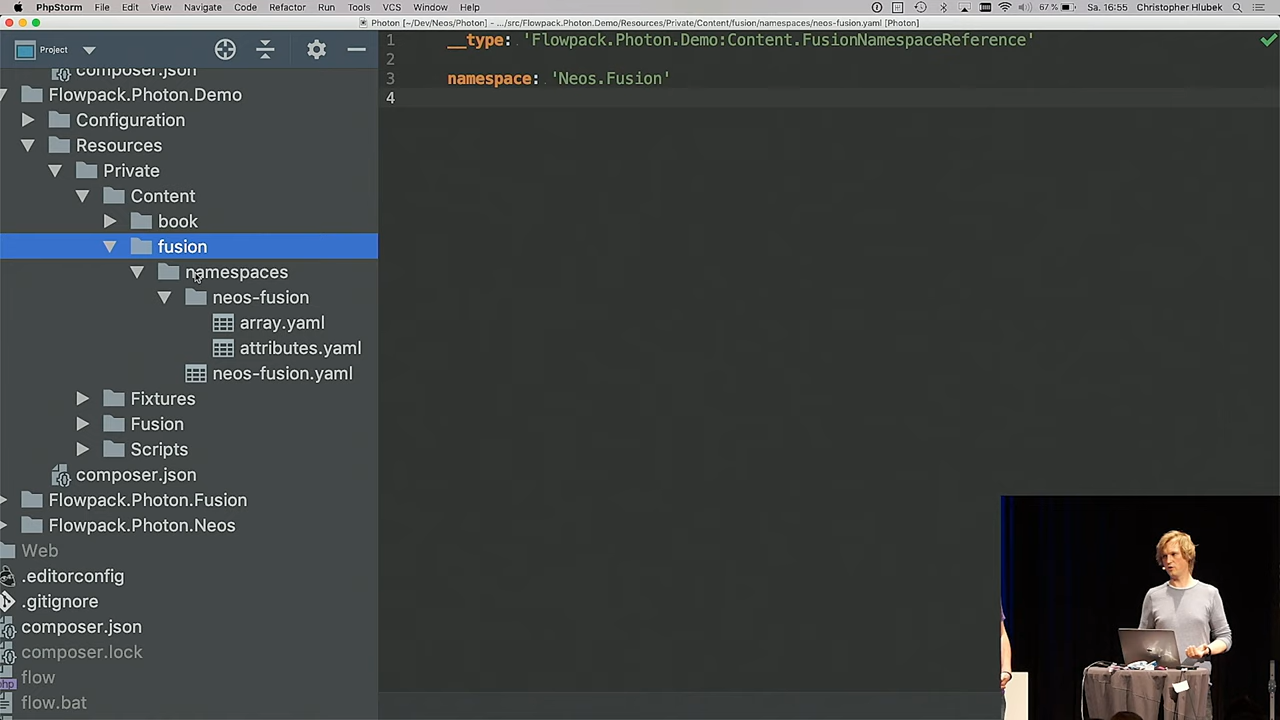 PhpStorm File Edit View Navigate Code Refactor Run Tools VCS Window Help 67 % Sa. 16:55 Christopher Hlubek
Photon [~/Dev/Neos/Photon] - .../src/Flowpack.Photon.Demo/Resources/Private/Content/fusion/namespaces/neos-fusion.yaml [Photon]
Project
composer.json
Flowpack.Photon.Demo
Configuration
Resources
Private
Content
book
fusion
namespaces
neos-fusion
array.yaml
attributes.yaml
neos-fusion.yaml
Fixtures
Fusion
Scripts
composer.json
Flowpack.Photon.Fusion
Flowpack.Photon.Neos
Web
.editorconfig
.gitignore
composer.json
composer.lock
php flow
flow.bat
1 __type: 'Flowpack.Photon.Demo:Content.FusionNamespaceReference'
2
3 namespace: 'Neos.Fusion'
4